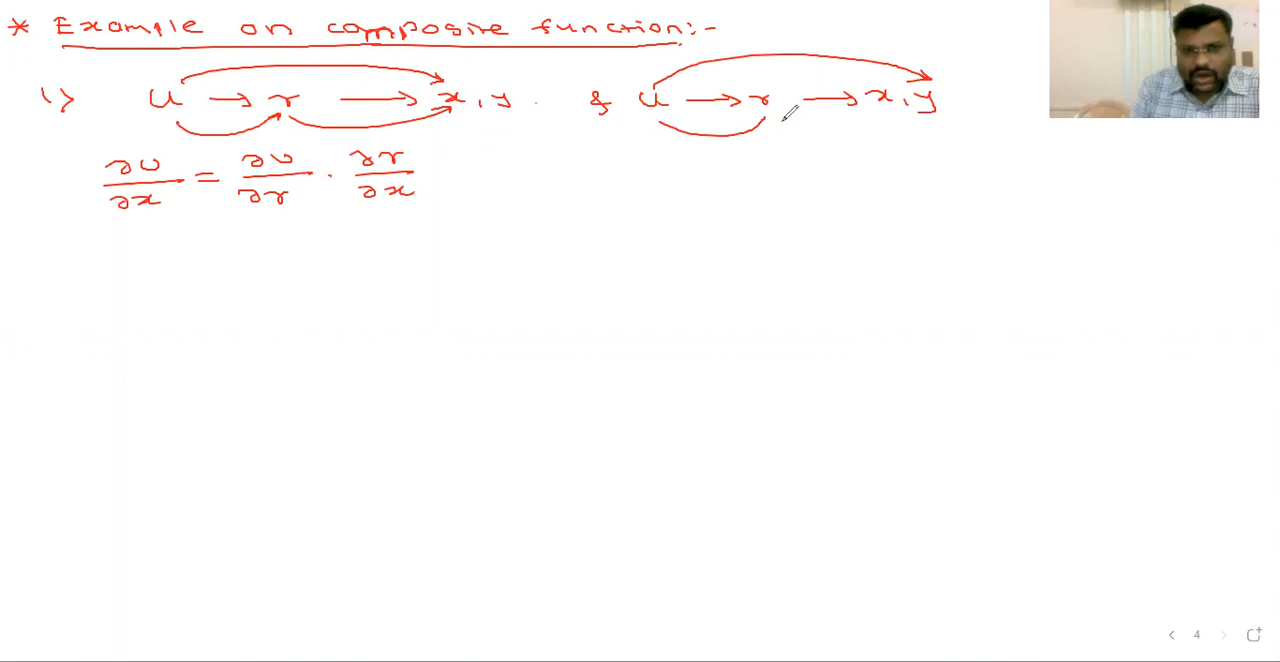 * Example on composite function:-
1) u → r → x, y . & u → r → x, y
∂u/∂x = ∂u/∂r · ∂r/∂x
4